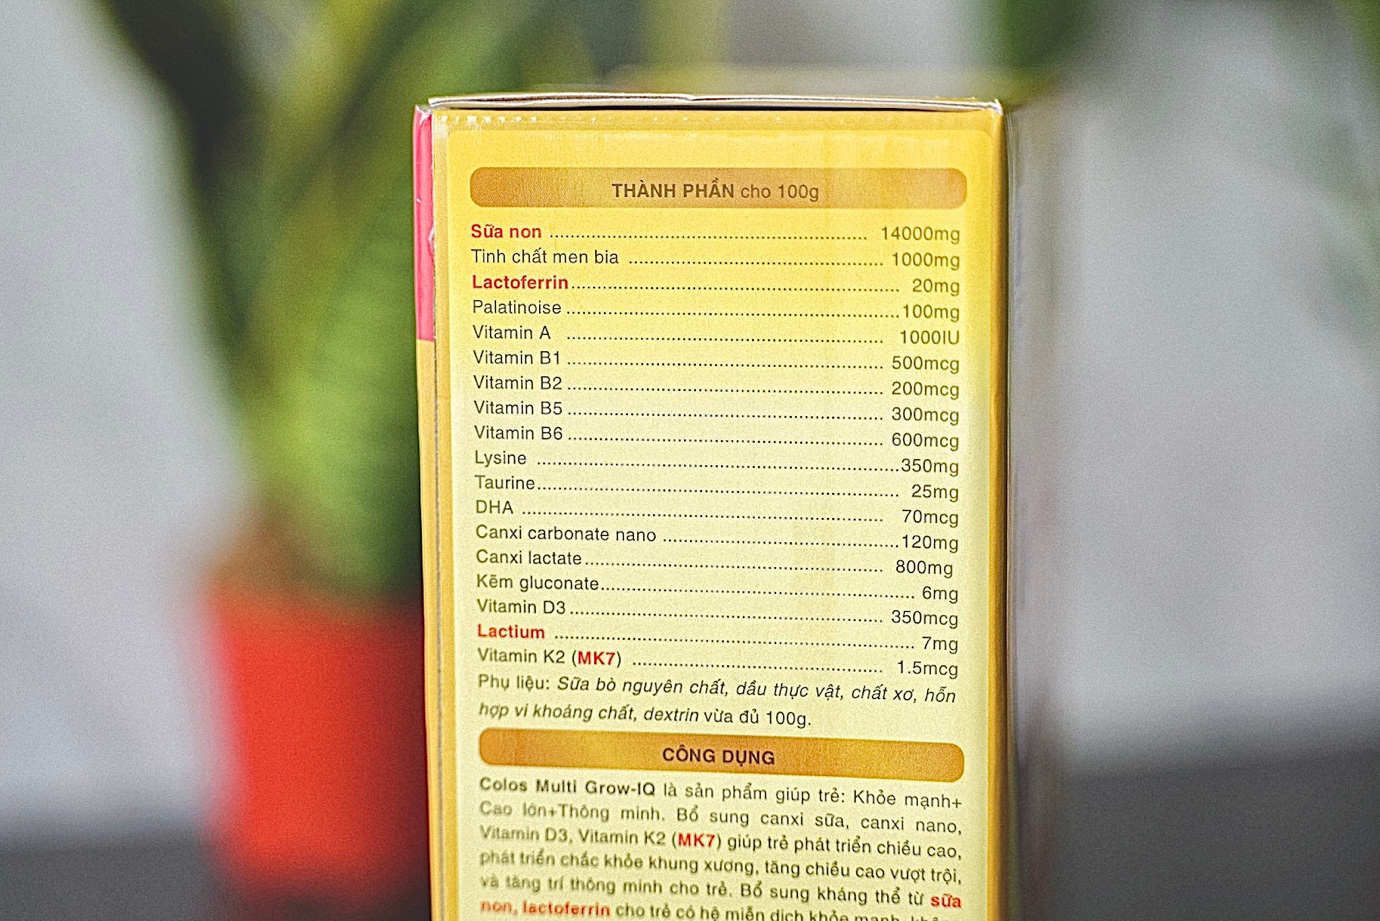 THÀNH PHẦN cho 100g
Sữa non ........ 14000mg
Tinh chất men bia ........ 1000mg
Lactoferrin ........ 20mg
Palatinoise ........ 100mg
Vitamin A ........ 1000IU
Vitamin B1 ........ 500mcg
Vitamin B2 ........ 200mcg
Vitamin B5 ........ 300mcg
Vitamin B6 ........ 600mcg
Lysine ........ 350mg
Taurine ........ 25mg
DHA ........ 70mcg
Canxi carbonate nano ........ 120mg
Canxi lactate ........ 800mg
Kẽm gluconate ........ 6mg
Vitamin D3 ........ 350mcg
Lactium ........ 7mg
Vitamin K2 (MK7) ........ 1.5mcg
Phụ liệu: Sữa bò nguyên chất, dầu thực vật, chất xơ, hỗn
hợp vi khoáng chất, dextrin vừa đủ 100g.
CÔNG DỤNG
Colos Multi Grow-IQ là sản phẩm giúp trẻ: Khỏe mạnh+
Cao lớn+Thông minh. Bổ sung canxi sữa, canxi nano,
Vitamin D3, Vitamin K2 (MK7) giúp trẻ phát triển chiều cao,
phát triển chắc khỏe khung xương, tăng chiều cao vượt trội,
và tăng trí thông minh cho trẻ. Bổ sung kháng thể từ sữa
non, lactoferrin cho trẻ có hệ miễn dịch khỏe mạnh,